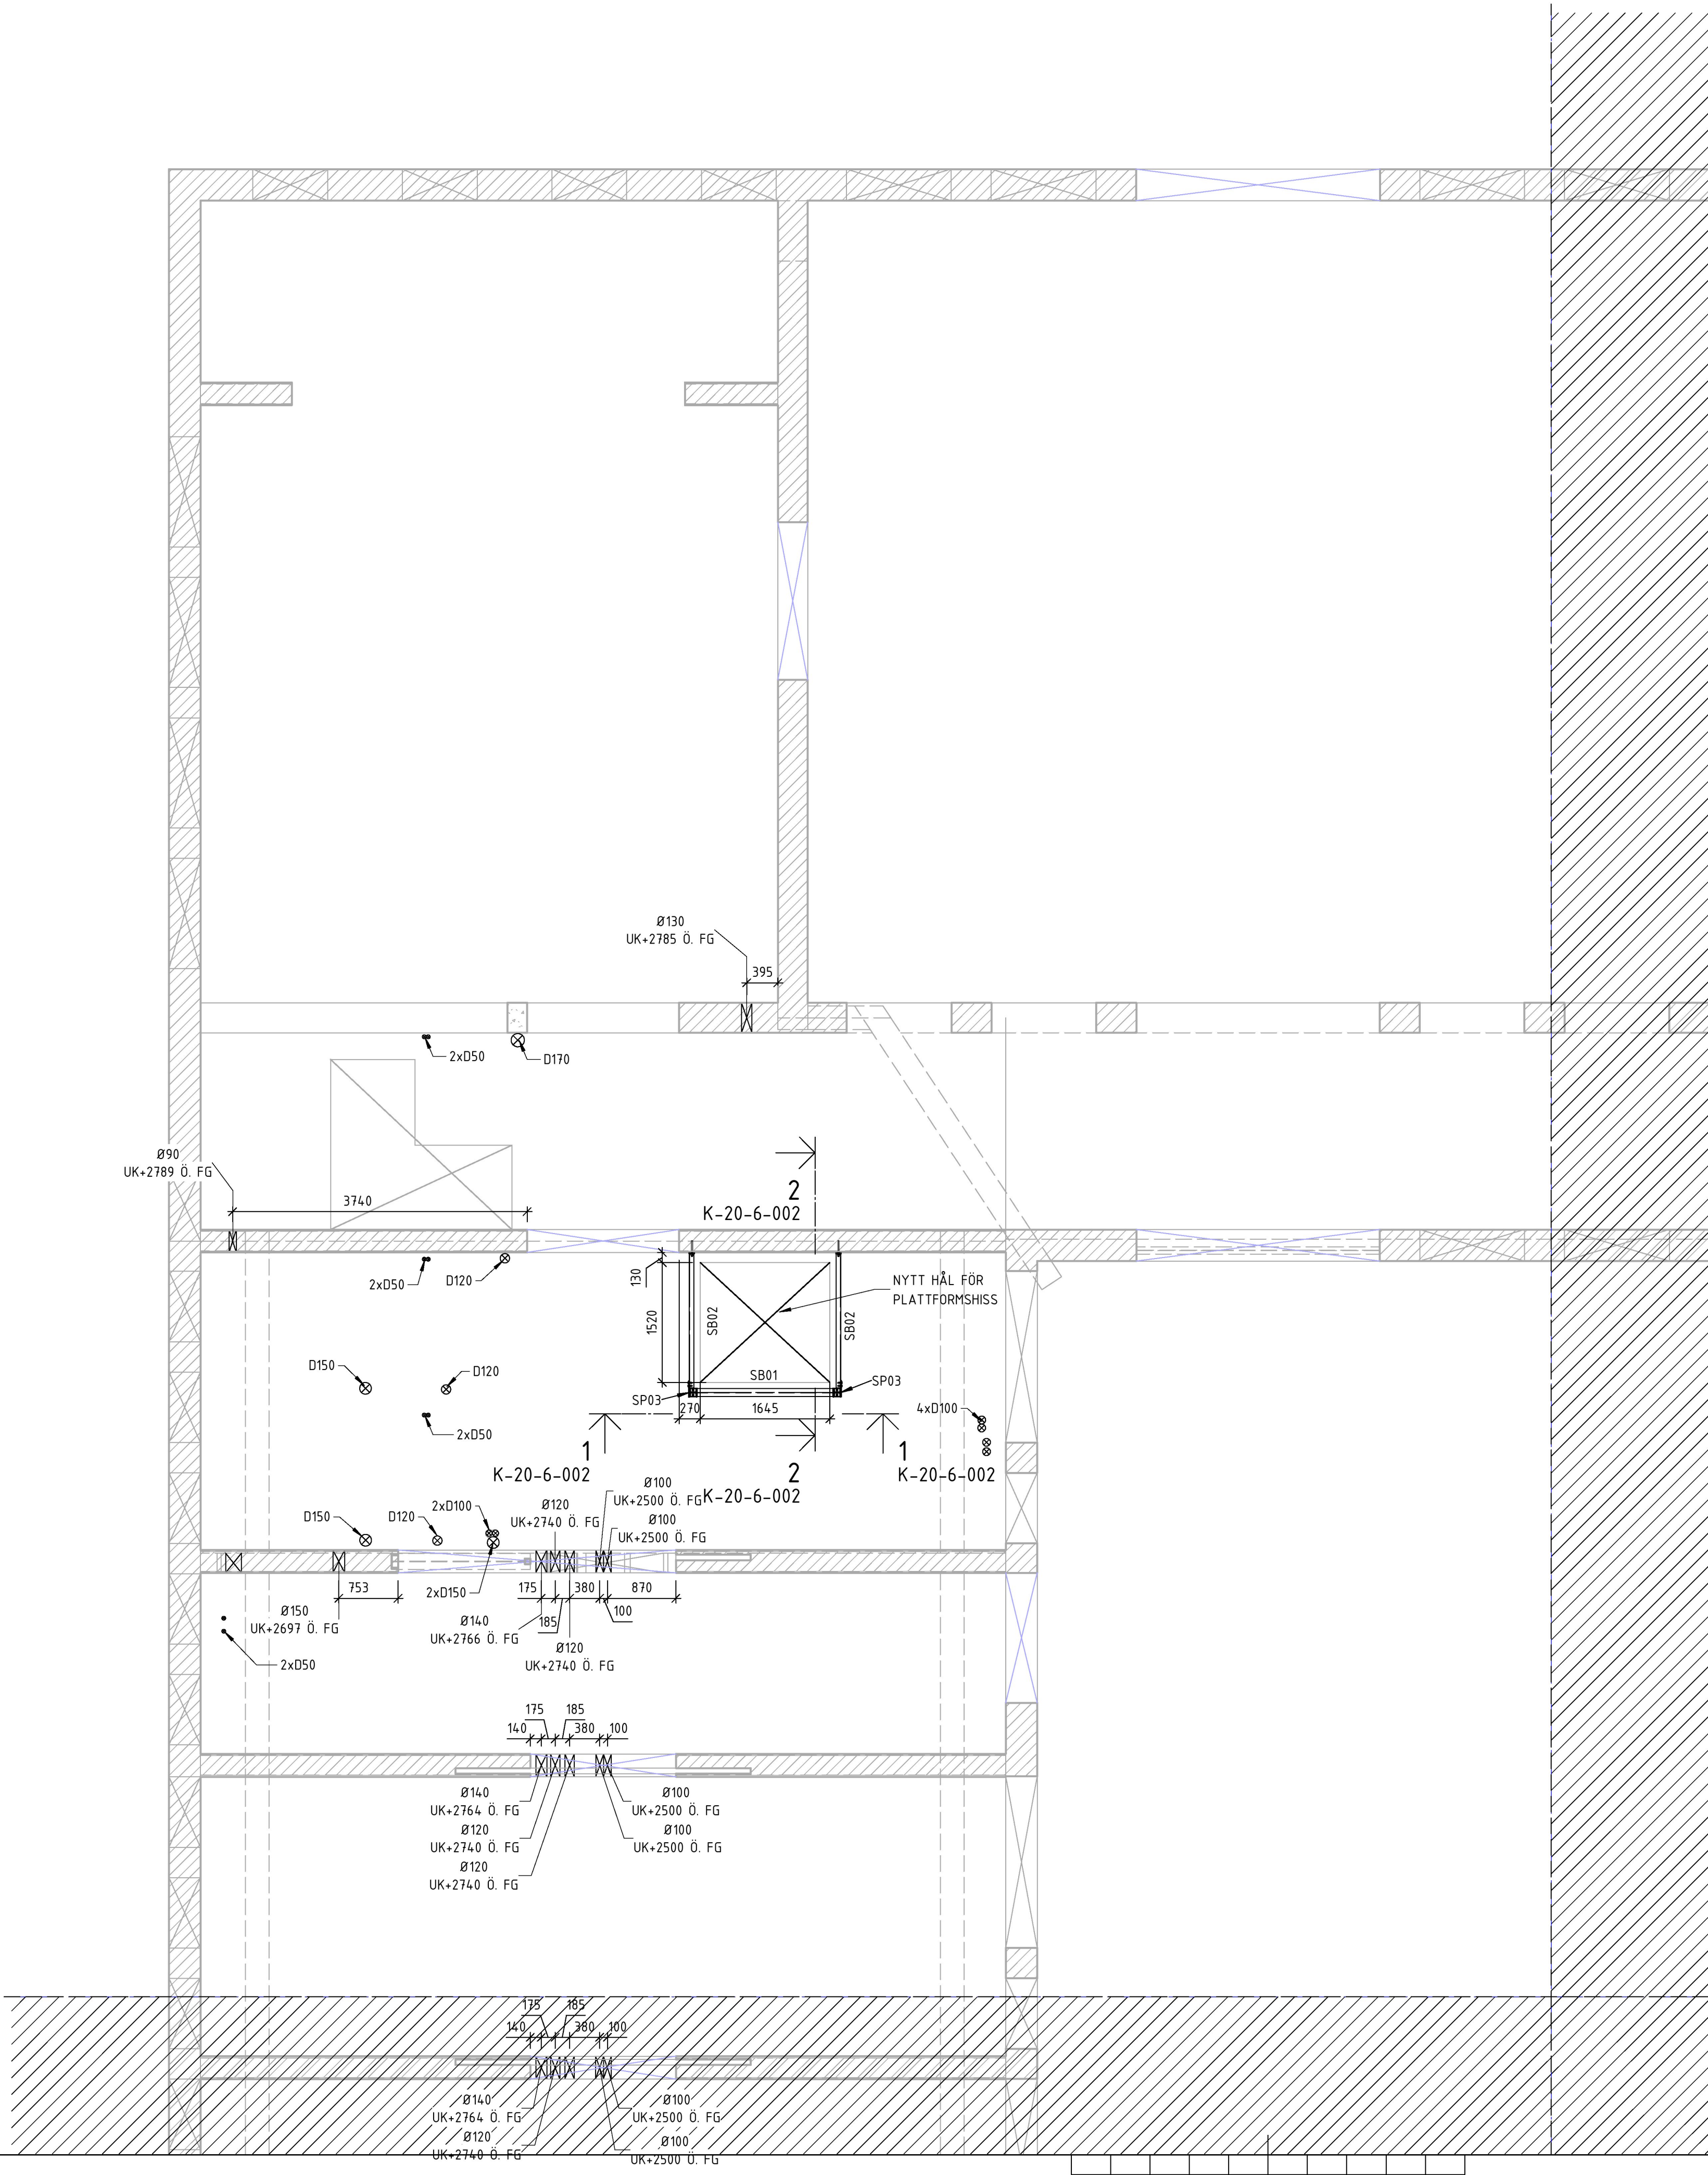 Ø130
UK+2785 Ö. FG
395
2xD50
D170
Ø90
UK+2789 Ö. FG
3740
2
K-20-6-002
2xD50
D120
130
1520
SB02
SB02
NYTT HÅL FÖR
PLATTFORMSHISS
SB01
SP03
SP03
270
1645
D150
D120
2xD50
4xD100
1
K-20-6-002
2
K-20-6-002
1
K-20-6-002
Ø100
UK+2500 Ö. FG
Ø120
UK+2740 Ö. FG
Ø100
UK+2500 Ö. FG
D150
D120
2xD100
2xD150
753
175
380
870
185
100
Ø150
UK+2697 Ö. FG
Ø140
UK+2766 Ö. FG
Ø120
UK+2740 Ö. FG
2xD50
175
185
140
380
100
Ø140
UK+2764 Ö. FG
Ø100
UK+2500 Ö. FG
Ø120
UK+2740 Ö. FG
Ø100
UK+2500 Ö. FG
Ø120
UK+2740 Ö. FG
175
185
140
380
100
Ø140
UK+2764 Ö. FG
Ø100
UK+2500 Ö. FG
Ø120
UK+2740 Ö. FG
Ø100
UK+2500 Ö. FG